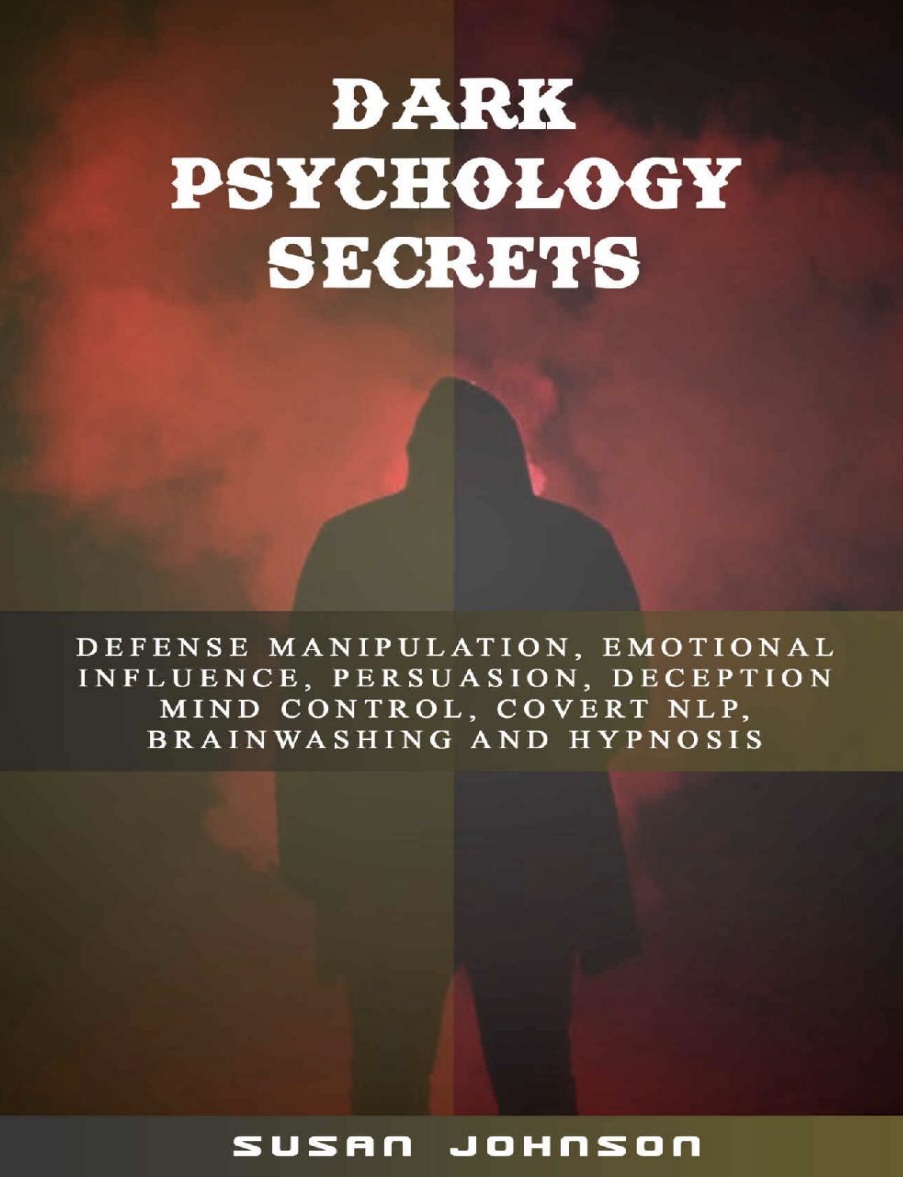 DARK
PSYCHOLOGY
SECRETS
DEFENSE MANIPULATION, EMOTIONAL
INFLUENCE, PERSUASION, DECEPTION
MIND CONTROL, COVERT NLP,
BRAINWASHING AND HYPNOSIS
SUSAN JOHNSON